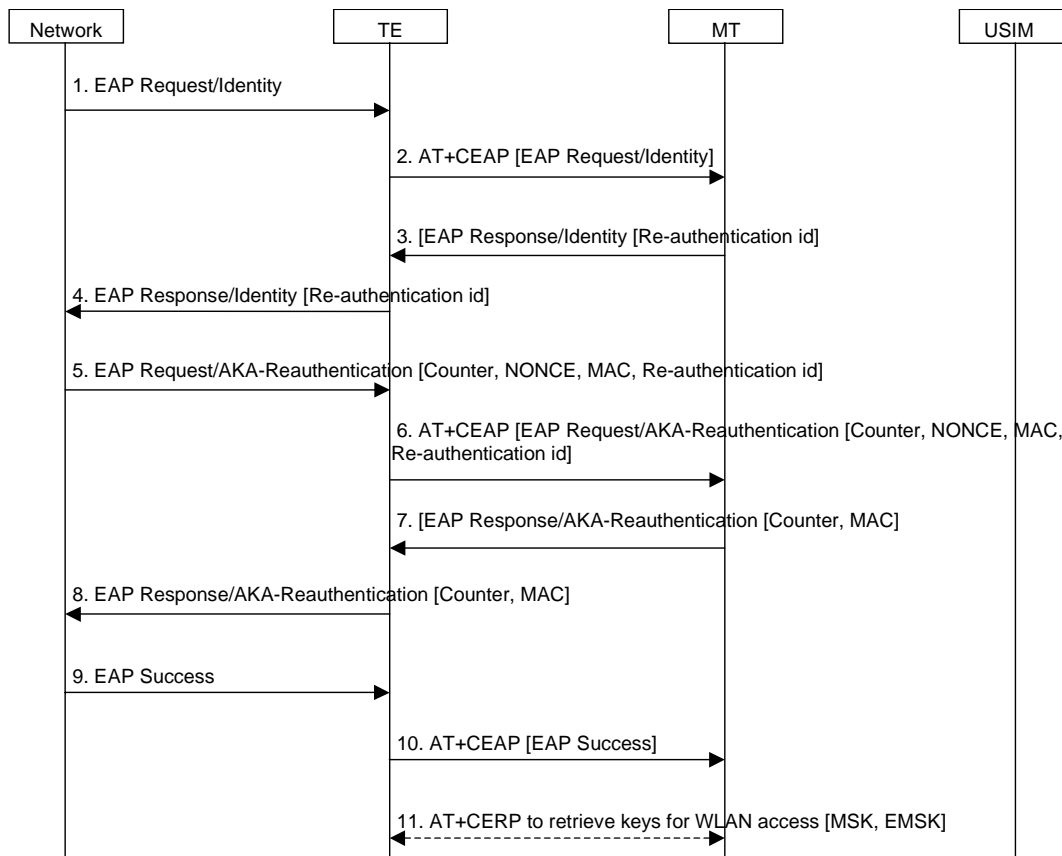 Network
TE
MT
USIM
1. EAP Request/Identity
2. AT+CEAP [EAP Request/Identity]
3. [EAP Response/Identity [Re-authentication id]
4. EAP Response/Identity [Re-authentication id]
5. EAP Request/AKA-Reauthentication [Counter, NONCE, MAC, Re-authentication id]
6. AT+CEAP [EAP Request/AKA-Reauthentication [Counter, NONCE, MAC,
Re-authentication id]
7. [EAP Response/AKA-Reauthentication [Counter, MAC]
8. EAP Response/AKA-Reauthentication [Counter, MAC]
9. EAP Success
10. AT+CEAP [EAP Success]
11. AT+CERP to retrieve keys for WLAN access [MSK, EMSK]